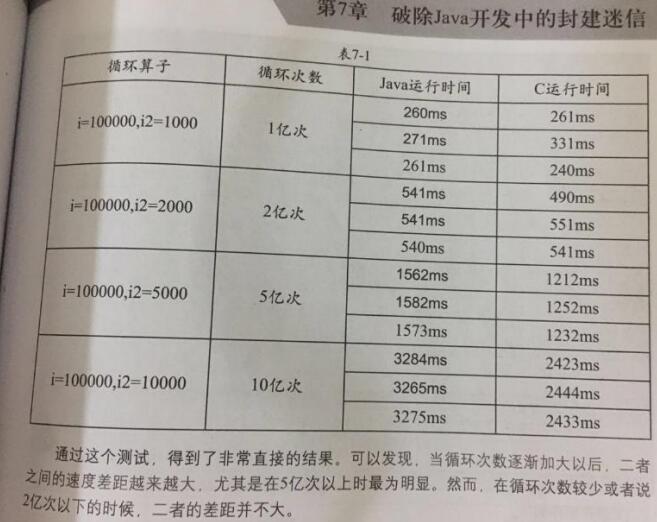 第7章 破除Java开发中的封建迷信
表7-1
循环算子 循环次数 Java运行时间 C运行时间
i=100000,i2=1000 1亿次 260ms 261ms
271ms 331ms
261ms 240ms
i=100000,i2=2000 2亿次 541ms 490ms
541ms 551ms
540ms 541ms
i=100000,i2=5000 5亿次 1562ms 1212ms
1582ms 1252ms
1573ms 1232ms
i=100000,i2=10000 10亿次 3284ms 2423ms
3265ms 2444ms
3275ms 2433ms
通过这个测试，得到了非常直接的结果。可以发现，当循环次数逐渐加大以后，二者
之间的速度差距越来越大，尤其是在5亿次以上时最为明显。然而，在循环次数较少或者说
2亿次以下的时候，二者的差距并不大。